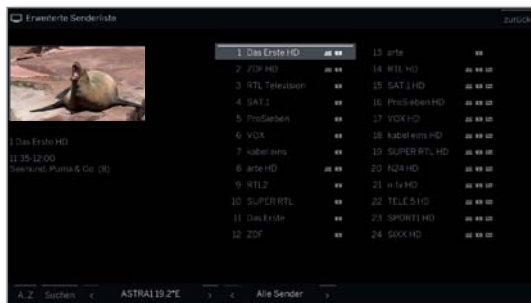 Erweiterte Senderliste
zurück
1 Das Erste HD
2 ZDF HD
3 RTL Television
4 SAT.1
5 ProSieben
6 VOX
7 kabel eins
8 arte HD
9 RTL2
10 SUPER RTL
11 Das Erste
12 ZDF
13 arte
14 RTL HD
15 SAT.1 HD
16 ProSieben HD
17 VOX HD
18 kabel eins HD
19 SUPER RTL HD
20 N24 HD
21 mtv HD
22 TELE 5 HD
23 SPORT1 HD
24 SIXX HD
1 Das Erste HD
11:35-12:00
Seehund, Puma & Co. (8)
A..Z Suchen < ASTRA1 19.2°E > < Alle Sender >